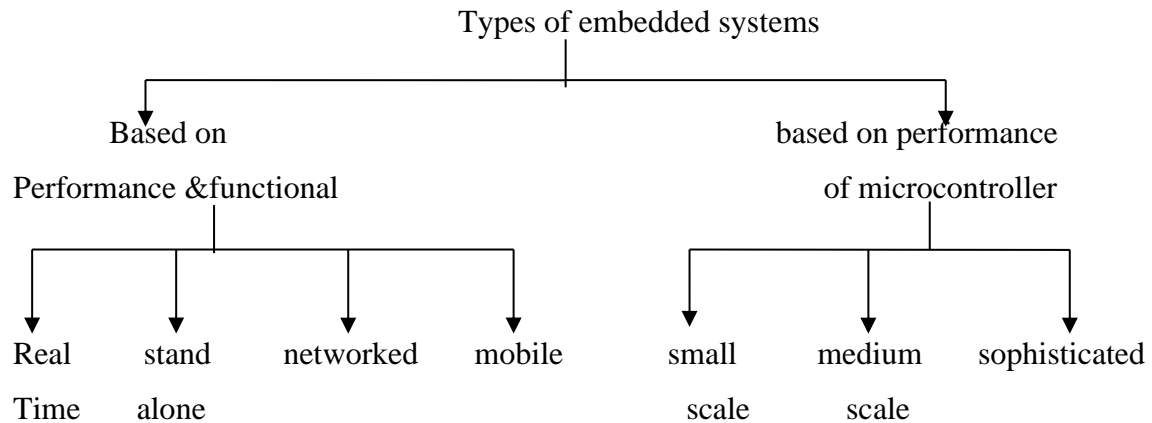 Types of embedded systems
Based on based on performance
Performance &functional of microcontroller
Real stand networked mobile small medium sophisticated
Time alone scale scale